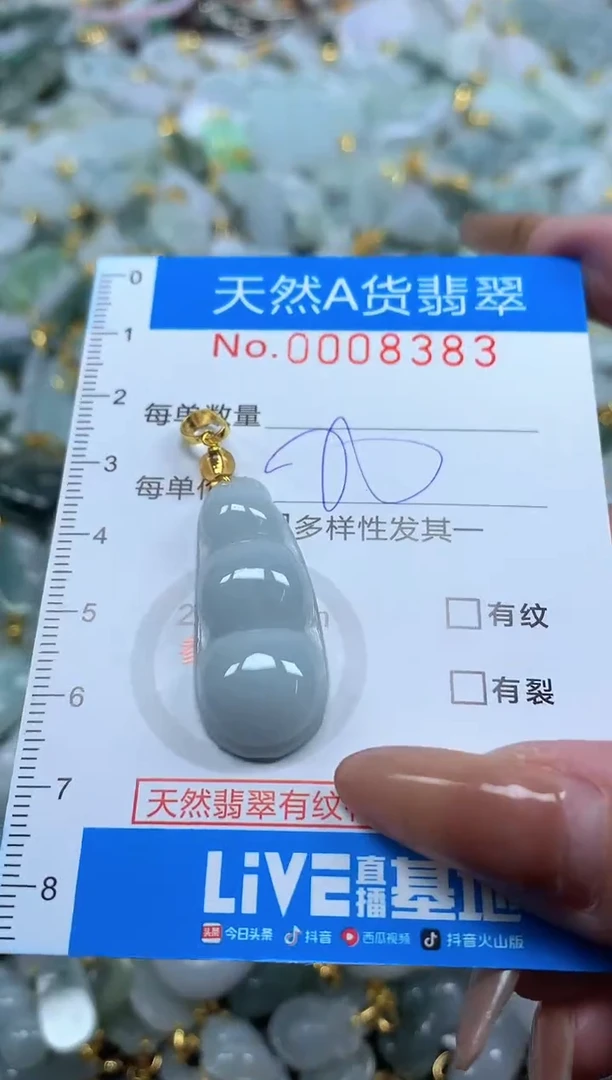 天然A货翡翠
No.0008383
0
1
2
3
4
5
6
7
8
每单数量
每单
多样性发其一
有纹
有裂
天然翡翠有纹
LiVE直播基地
今日头条 抖音 西瓜视频 抖音火山版